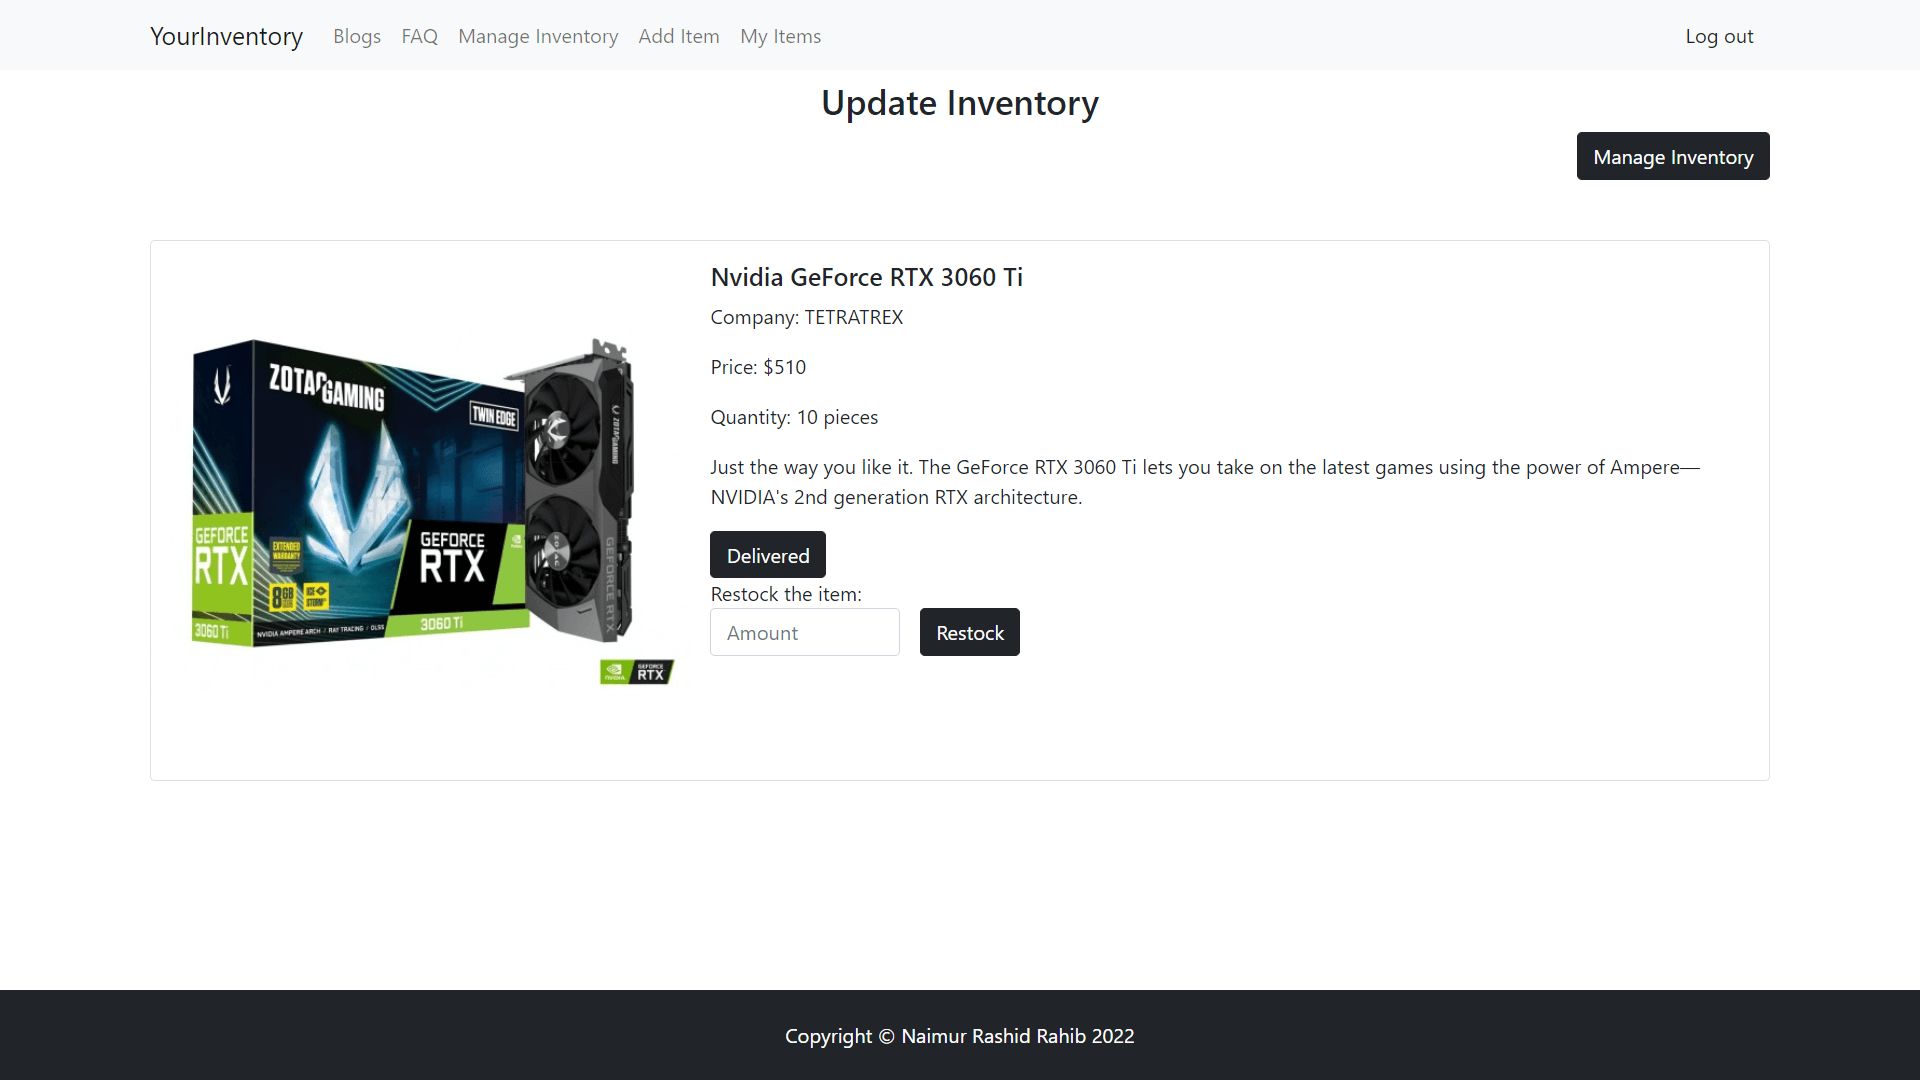 YourInventory Blogs FAQ Manage Inventory Add Item My Items Log out
Update Inventory
Manage Inventory
ZOTAC GAMING
TWIN EDGE
GEFORCE
RTX
EXTENDED
WARRANTY
8GB
ICE
STORM
3060 Ti
NVIDIA AMPERE ARCH / RAY TRACING / DLSS
GEFORCE
RTX
3060 Ti
ZOTAC GAMING
GEFORCE RTX
NVIDIA
GEFORCE
RTX
Nvidia GeForce RTX 3060 Ti
Company: TETRATREX
Price: $510
Quantity: 10 pieces
Just the way you like it. The GeForce RTX 3060 Ti lets you take on the latest games using the power of Ampere—
NVIDIA's 2nd generation RTX architecture.
Delivered
Restock the item:
Amount Restock
Copyright © Naimur Rashid Rahib 2022